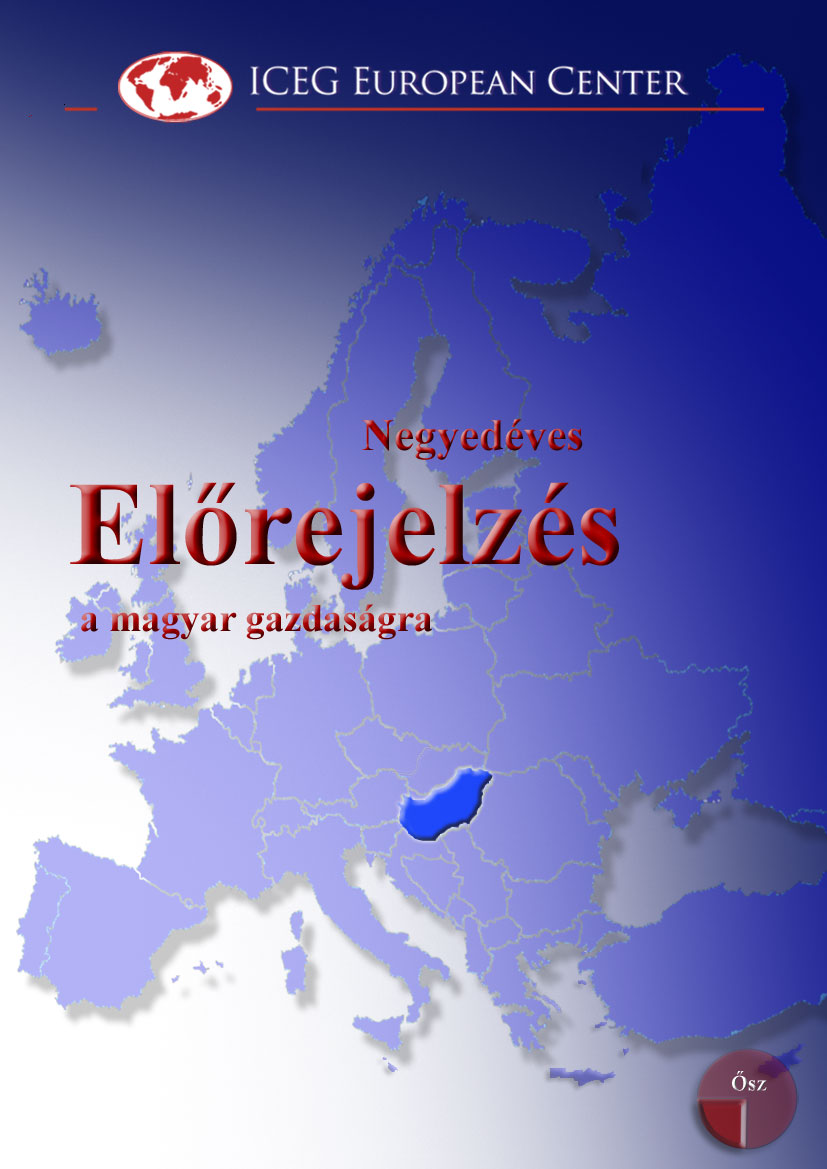 ICEG EUROPEAN CENTER
Negyedéves
Előrejelzés
a magyar gazdaságra
Ősz